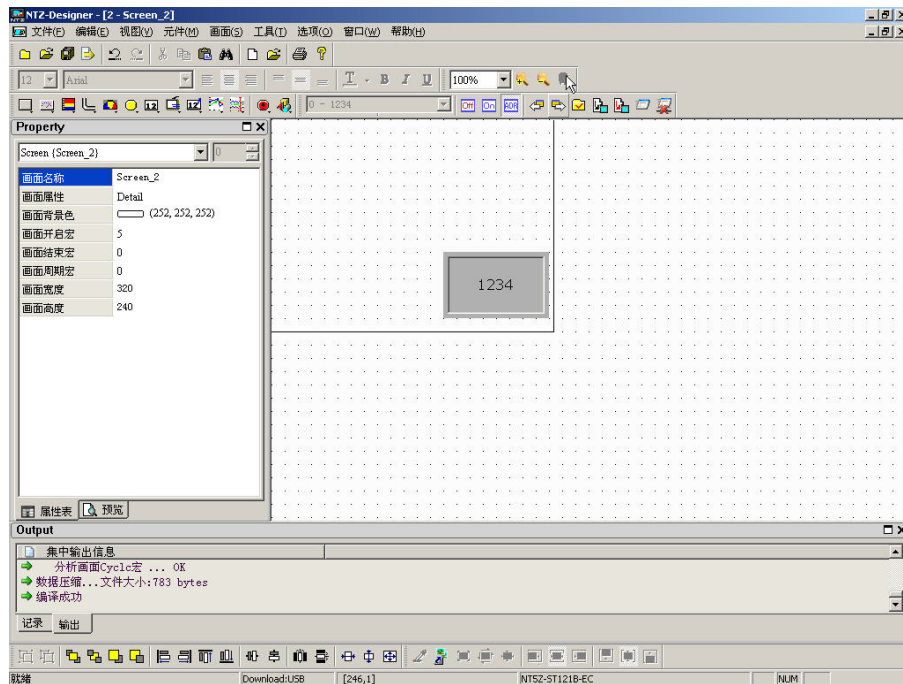 NTZ-Designer - [2 - Screen_2]
文件(F) 编辑(E) 视图(V) 元件(M) 画面(S) 工具(T) 选项(O) 窗口(W) 帮助(H)
12 Arial B I U 100%
0 - 1234 Off On ADR
Property
Screen {Screen_2} 0
画面名称 Screen_2
画面属性 Detail
画面背景色 (252, 252, 252)
画面开启宏 5
画面结束宏 0
画面周期宏 0
画面宽度 320
画面高度 240
1234
属性表 预览
Output
集中输出信息
分析画面Cyclc宏 ... OK
数据压缩...文件大小:783 bytes
编译成功
记录 输出
就绪 Download:USB [246,1] NT5Z-ST121B-EC NUM